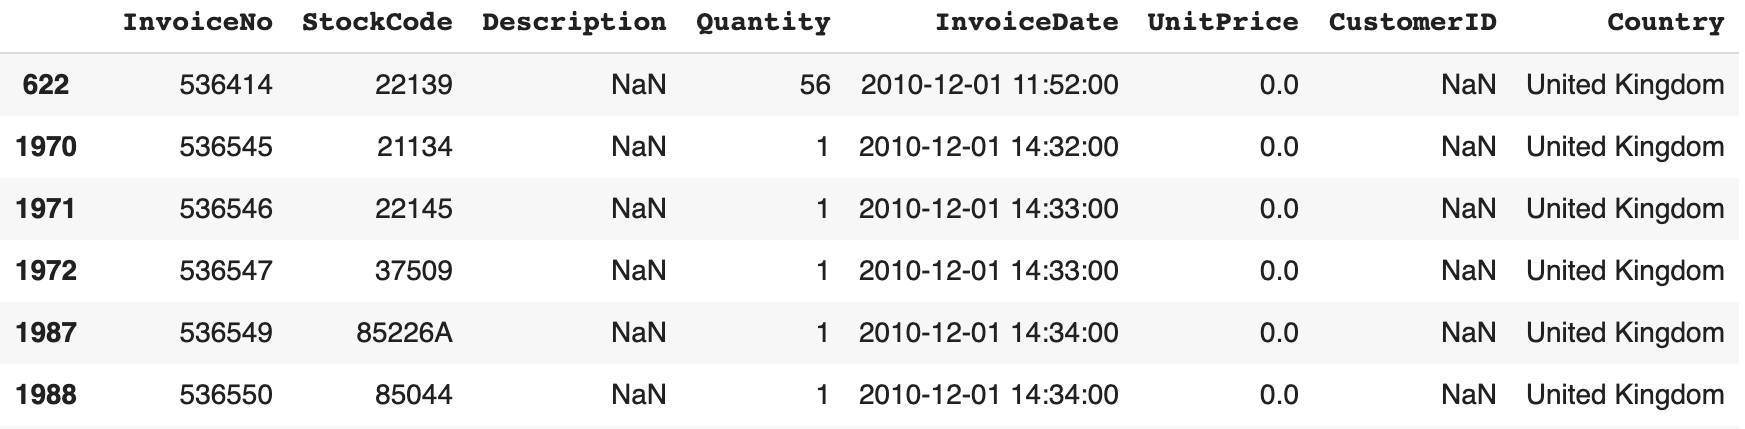 InvoiceNo StockCode Description Quantity InvoiceDate UnitPrice CustomerID Country
622 536414 22139 NaN 56 2010-12-01 11:52:00 0.0 NaN United Kingdom
1970 536545 21134 NaN 1 2010-12-01 14:32:00 0.0 NaN United Kingdom
1971 536546 22145 NaN 1 2010-12-01 14:33:00 0.0 NaN United Kingdom
1972 536547 37509 NaN 1 2010-12-01 14:33:00 0.0 NaN United Kingdom
1987 536549 85226A NaN 1 2010-12-01 14:34:00 0.0 NaN United Kingdom
1988 536550 85044 NaN 1 2010-12-01 14:34:00 0.0 NaN United Kingdom